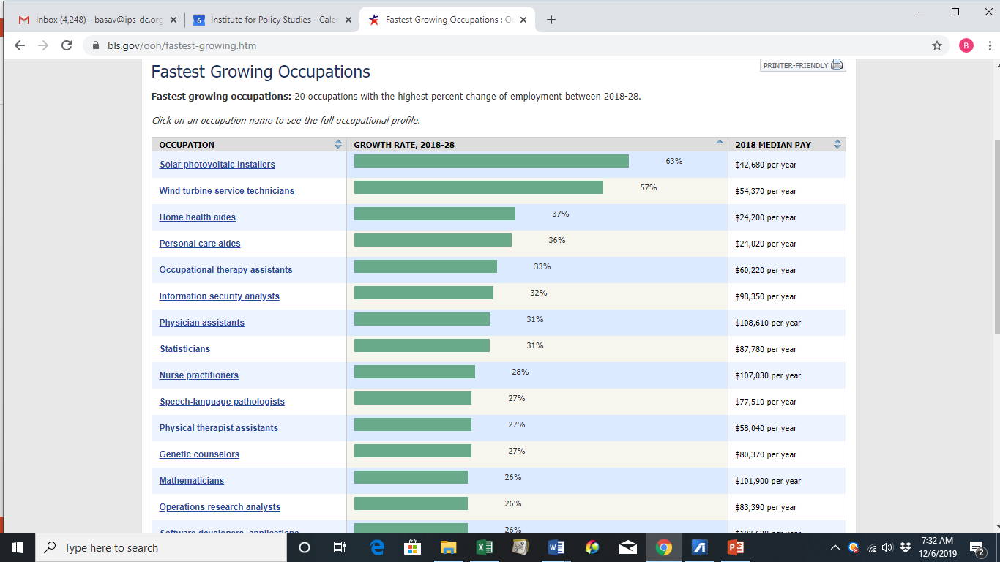 Inbox (4,248) - basav@ips-dc.org
Institute for Policy Studies - Caler
Fastest Growing Occupations : O
bls.gov/ooh/fastest-growing.htm
B
Fastest Growing Occupations
PRINTER-FRIENDLY
Fastest growing occupations: 20 occupations with the highest percent change of employment between 2018-28.
Click on an occupation name to see the full occupational profile.
OCCUPATION GROWTH RATE, 2018-28 2018 MEDIAN PAY
Solar photovoltaic installers 63% $42,680 per year
Wind turbine service technicians 57% $54,370 per year
Home health aides 37% $24,200 per year
Personal care aides 36% $24,020 per year
Occupational therapy assistants 33% $60,220 per year
Information security analysts 32% $98,350 per year
Physician assistants 31% $108,610 per year
Statisticians 31% $87,780 per year
Nurse practitioners 28% $107,030 per year
Speech-language pathologists 27% $77,510 per year
Physical therapist assistants 27% $58,040 per year
Genetic counselors 27% $80,370 per year
Mathematicians 26% $101,900 per year
Operations research analysts 26% $83,390 per year
Software developers, applications 26%
Type here to search
7:32 AM
12/6/2019
2